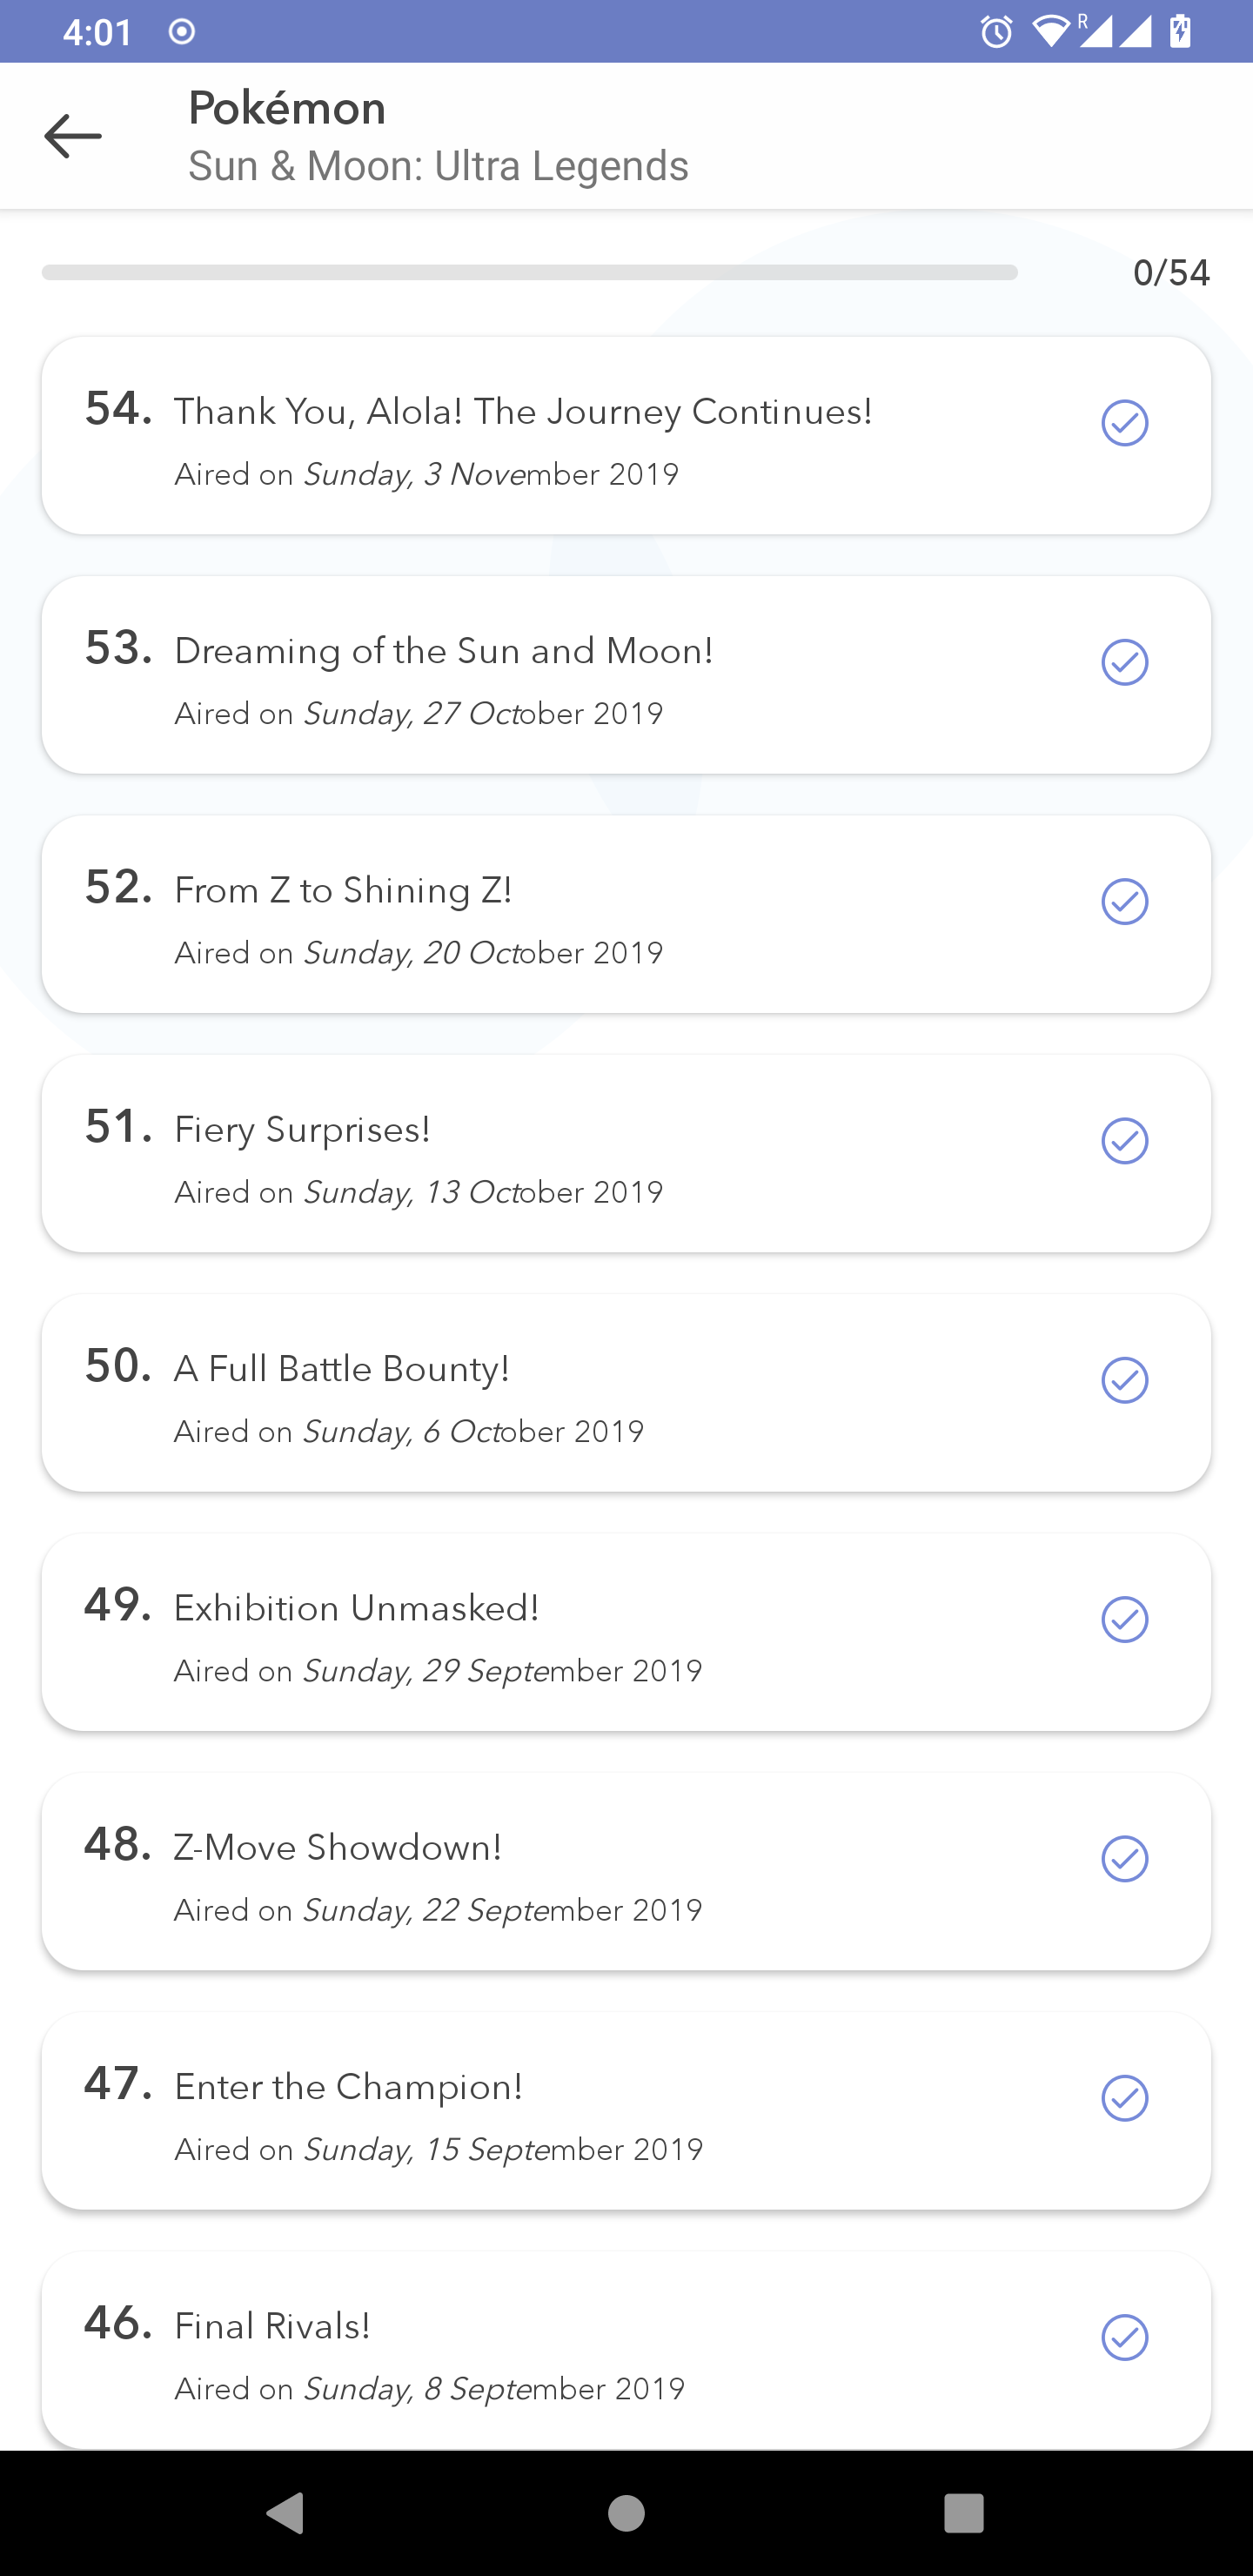 4:01
R
Pokémon
Sun & Moon: Ultra Legends
0/54
54. Thank You, Alola! The Journey Continues!
Aired on Sunday, 3 November 2019
53. Dreaming of the Sun and Moon!
Aired on Sunday, 27 October 2019
52. From Z to Shining Z!
Aired on Sunday, 20 October 2019
51. Fiery Surprises!
Aired on Sunday, 13 October 2019
50. A Full Battle Bounty!
Aired on Sunday, 6 October 2019
49. Exhibition Unmasked!
Aired on Sunday, 29 September 2019
48. Z-Move Showdown!
Aired on Sunday, 22 September 2019
47. Enter the Champion!
Aired on Sunday, 15 September 2019
46. Final Rivals!
Aired on Sunday, 8 September 2019